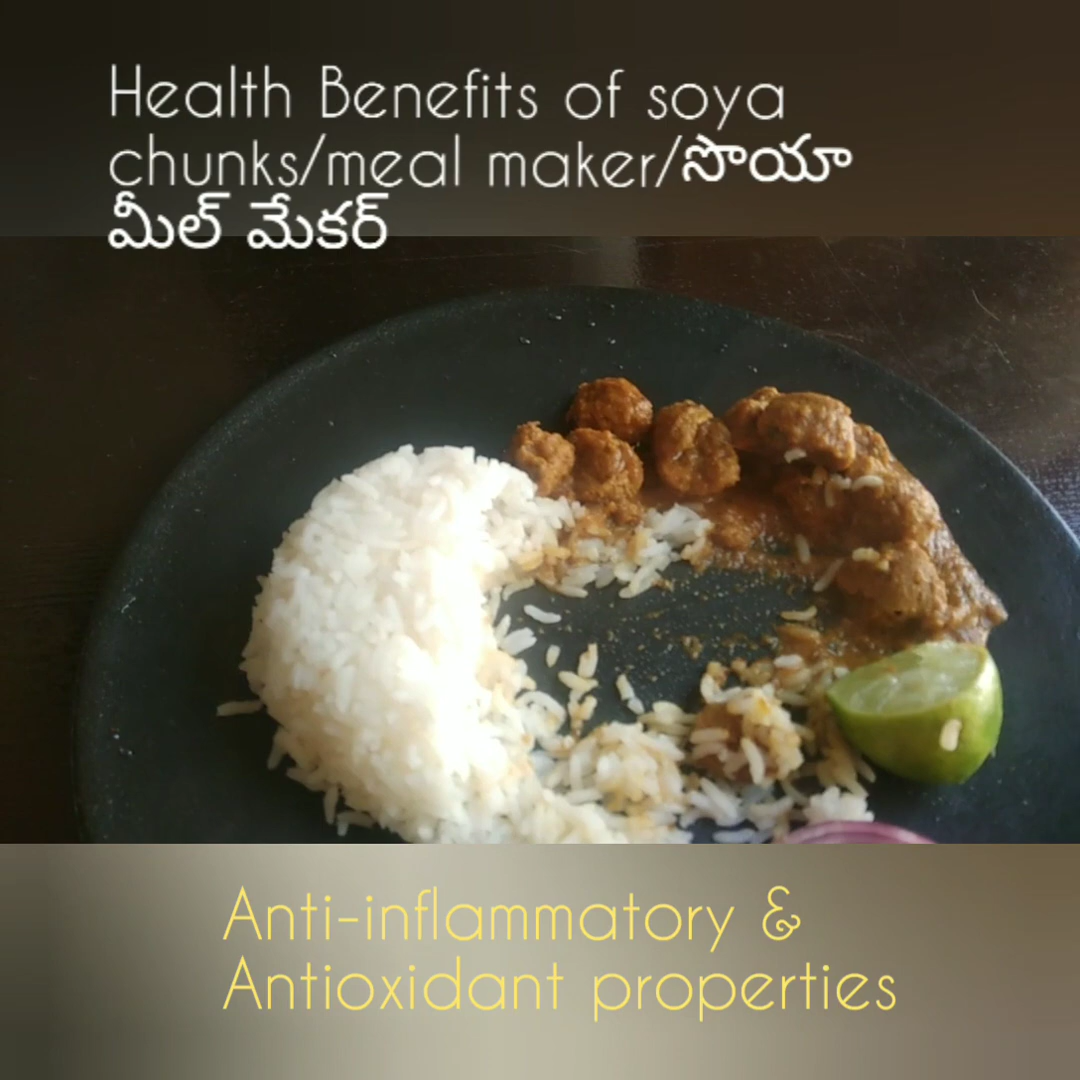 Health Benefits of soya
chunks/meal maker/సొయా
మీల్ మేకర్
Anti-inflammatory &
Antioxidant properties